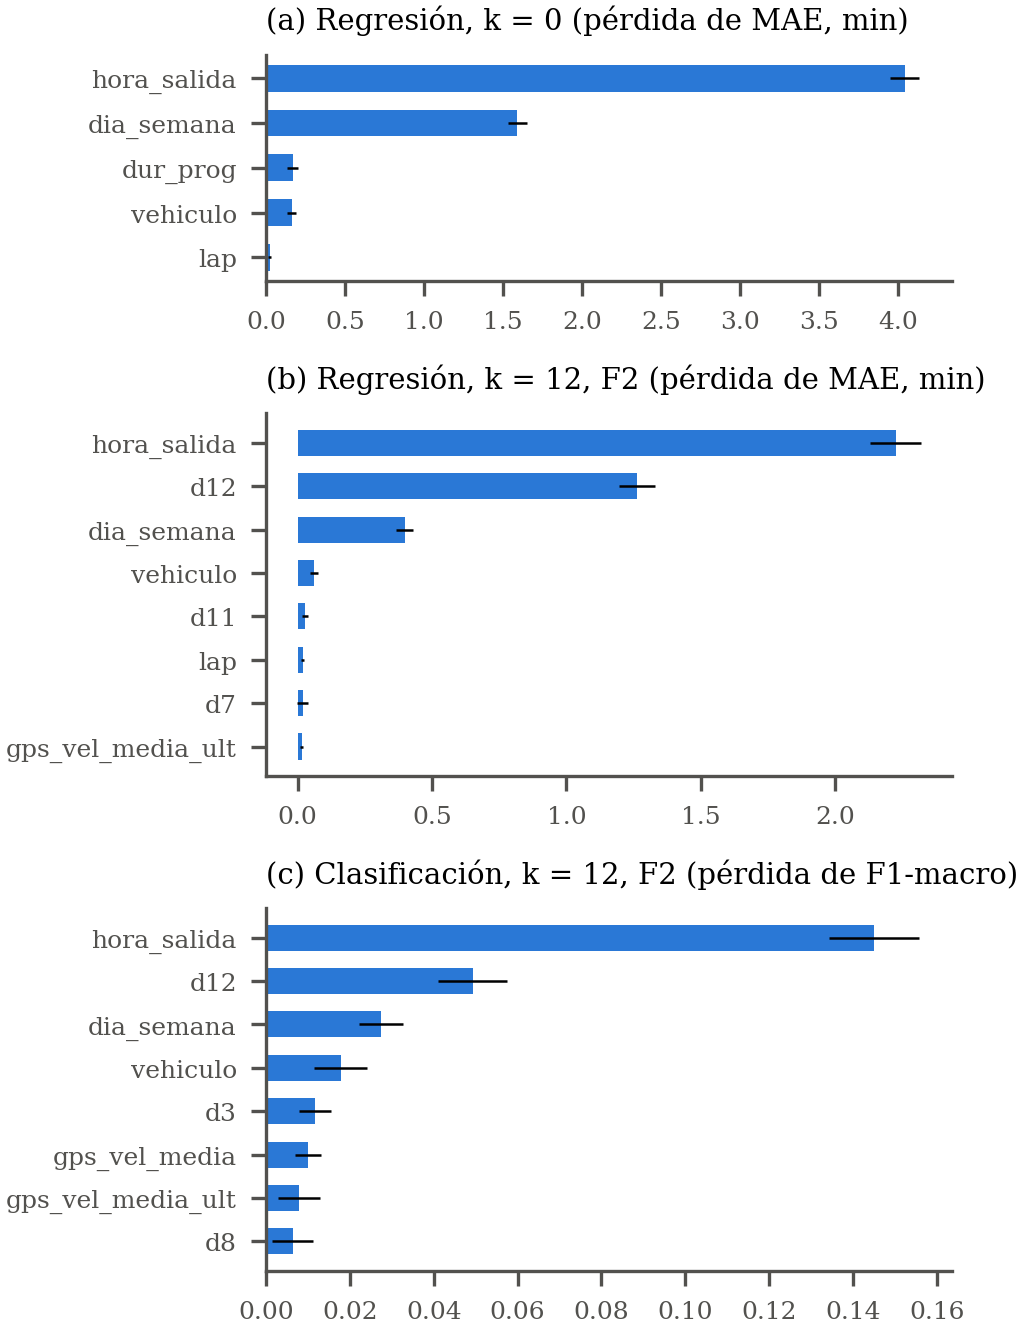 (a) Regresión, k = 0 (pérdida de MAE, min)
hora_salida
dia_semana
dur_prog
vehiculo
lap
0.0 0.5 1.0 1.5 2.0 2.5 3.0 3.5 4.0
(b) Regresión, k = 12, F2 (pérdida de MAE, min)
hora_salida
d12
dia_semana
vehiculo
d11
lap
d7
gps_vel_media_ult
0.0 0.5 1.0 1.5 2.0
(c) Clasificación, k = 12, F2 (pérdida de F1-macro)
hora_salida
d12
dia_semana
vehiculo
d3
gps_vel_media
gps_vel_media_ult
d8
0.00 0.02 0.04 0.06 0.08 0.10 0.12 0.14 0.16